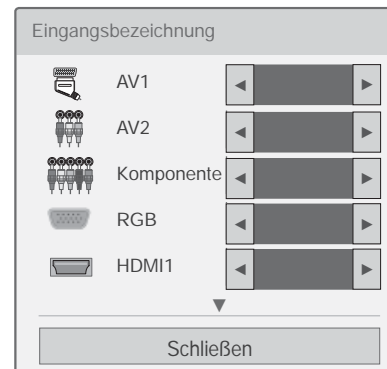 Eingangsbezeichnung
AV1
AV2
Komponente
RGB
HDMI1
Schließen